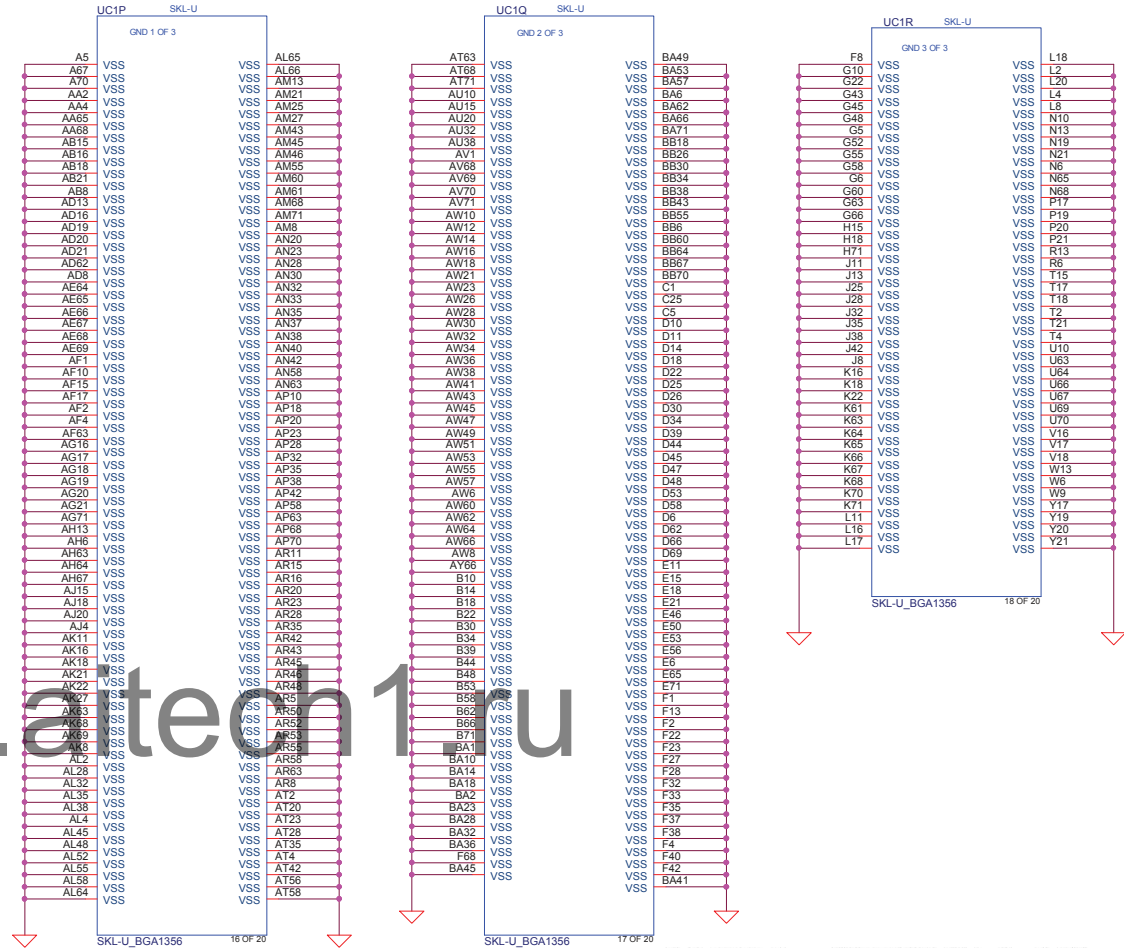 UC1P SKL-U
GND 1 OF 3
A5 VSS VSS AL65
A67 VSS VSS AL66
A70 VSS VSS AM13
AA2 VSS VSS AM21
AA4 VSS VSS AM25
AA65 VSS VSS AM27
AA68 VSS VSS AM43
AB15 VSS VSS AM45
AB16 VSS VSS AM46
AB18 VSS VSS AM55
AB21 VSS VSS AM60
AB8 VSS VSS AM61
AD13 VSS VSS AM68
AD16 VSS VSS AM71
AD19 VSS VSS AM8
AD20 VSS VSS AN20
AD21 VSS VSS AN23
AD62 VSS VSS AN28
AD8 VSS VSS AN30
AE64 VSS VSS AN32
AE65 VSS VSS AN33
AE66 VSS VSS AN35
AE67 VSS VSS AN37
AE68 VSS VSS AN38
AE69 VSS VSS AN40
AF1 VSS VSS AN42
AF10 VSS VSS AN58
AF15 VSS VSS AN63
AF17 VSS VSS AP10
AF2 VSS VSS AP18
AF4 VSS VSS AP20
AF63 VSS VSS AP23
AG16 VSS VSS AP28
AG17 VSS VSS AP32
AG18 VSS VSS AP35
AG19 VSS VSS AP38
AG20 VSS VSS AP42
AG21 VSS VSS AP58
AG71 VSS VSS AP63
AH13 VSS VSS AP68
AH6 VSS VSS AP70
AH63 VSS VSS AR11
AH64 VSS VSS AR15
AH67 VSS VSS AR16
AJ15 VSS VSS AR20
AJ18 VSS VSS AR23
AJ20 VSS VSS AR28
AJ4 VSS VSS AR35
AK11 VSS VSS AR42
AK16 VSS VSS AR43
AK18 VSS VSS AR45
AK21 VSS VSS AR46
AK22 VSS VSS AR48
AK27 VSS VSS AR5
AK63 VSS VSS AR50
AK68 VSS VSS AR52
AK69 VSS VSS AR53
AK8 VSS VSS AR55
AL2 VSS VSS AR58
AL28 VSS VSS AR63
AL32 VSS VSS AR8
AL35 VSS VSS AT2
AL38 VSS VSS AT20
AL4 VSS VSS AT23
AL45 VSS VSS AT28
AL48 VSS VSS AT35
AL52 VSS VSS AT4
AL55 VSS VSS AT42
AL58 VSS VSS AT56
AL64 VSS VSS AT58
SKL-U_BGA1356 16 OF 20
UC1Q SKL-U
GND 2 OF 3
AT63 VSS VSS BA49
AT68 VSS VSS BA53
AT71 VSS VSS BA57
AU10 VSS VSS BA6
AU15 VSS VSS BA62
AU20 VSS VSS BA66
AU32 VSS VSS BA71
AU38 VSS VSS BB18
AV1 VSS VSS BB26
AV68 VSS VSS BB30
AV69 VSS VSS BB34
AV70 VSS VSS BB38
AV71 VSS VSS BB43
AW10 VSS VSS BB55
AW12 VSS VSS BB6
AW14 VSS VSS BB60
AW16 VSS VSS BB64
AW18 VSS VSS BB67
AW21 VSS VSS BB70
AW23 VSS VSS C1
AW26 VSS VSS C25
AW28 VSS VSS C5
AW30 VSS VSS D10
AW32 VSS VSS D11
AW34 VSS VSS D14
AW36 VSS VSS D18
AW38 VSS VSS D22
AW41 VSS VSS D25
AW43 VSS VSS D26
AW45 VSS VSS D30
AW47 VSS VSS D34
AW49 VSS VSS D39
AW51 VSS VSS D44
AW53 VSS VSS D45
AW55 VSS VSS D47
AW57 VSS VSS D48
AW6 VSS VSS D53
AW60 VSS VSS D58
AW62 VSS VSS D6
AW64 VSS VSS D62
AW66 VSS VSS D66
AW8 VSS VSS D69
AY66 VSS VSS E11
B10 VSS VSS E15
B14 VSS VSS E18
B18 VSS VSS E21
B22 VSS VSS E46
B30 VSS VSS E50
B34 VSS VSS E53
B39 VSS VSS E56
B44 VSS VSS E6
B48 VSS VSS E65
B53 VSS VSS E71
B58 VSS VSS F1
B62 VSS VSS F13
B66 VSS VSS F2
B71 VSS VSS F22
BA1 VSS VSS F23
BA10 VSS VSS F27
BA14 VSS VSS F28
BA18 VSS VSS F32
BA2 VSS VSS F33
BA23 VSS VSS F35
BA28 VSS VSS F37
BA32 VSS VSS F38
BA36 VSS VSS F4
F68 VSS VSS F40
BA45 VSS VSS F42
VSS BA41
SKL-U_BGA1356 17 OF 20
UC1R SKL-U
GND 3 OF 3
F8 VSS VSS L18
G10 VSS VSS L2
G22 VSS VSS L20
G43 VSS VSS L4
G45 VSS VSS L8
G48 VSS VSS N10
G5 VSS VSS N13
G52 VSS VSS N19
G55 VSS VSS N21
G58 VSS VSS N6
G6 VSS VSS N65
G60 VSS VSS N68
G63 VSS VSS P17
G66 VSS VSS P19
H15 VSS VSS P20
H18 VSS VSS P21
H71 VSS VSS R13
J11 VSS VSS R6
J13 VSS VSS T15
J25 VSS VSS T17
J28 VSS VSS T18
J32 VSS VSS T2
J35 VSS VSS T21
J38 VSS VSS T4
J42 VSS VSS U10
J8 VSS VSS U63
K16 VSS VSS U64
K18 VSS VSS U66
K22 VSS VSS U67
K61 VSS VSS U69
K63 VSS VSS U70
K64 VSS VSS V16
K65 VSS VSS V17
K66 VSS VSS V18
K67 VSS VSS W13
K68 VSS VSS W6
K70 VSS VSS W9
K71 VSS VSS Y17
L11 VSS VSS Y19
L16 VSS VSS Y20
L17 VSS VSS Y21
SKL-U_BGA1356 18 OF 20
.aitech1.ru